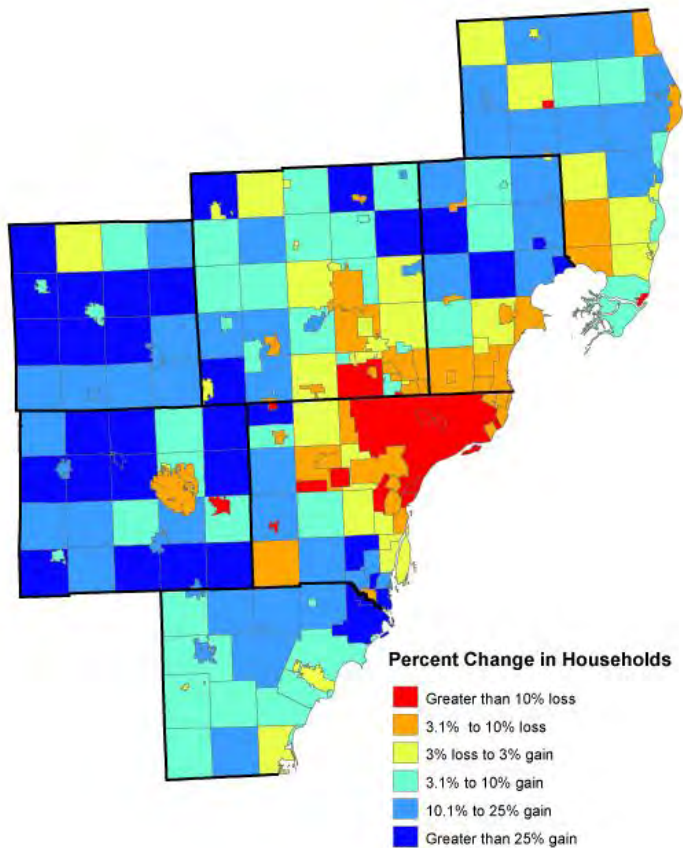 Percent Change in Households
Greater than 10% loss
3.1% to 10% loss
3% loss to 3% gain
3.1% to 10% gain
10.1% to 25% gain
Greater than 25% gain